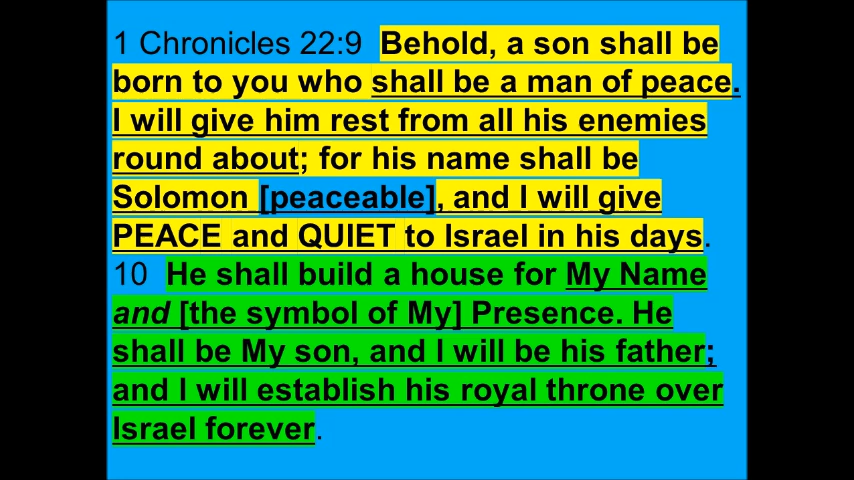 1 Chronicles 22:9 Behold, a son shall be
born to you who shall be a man of peace.
I will give him rest from all his enemies
round about; for his name shall be
Solomon [peaceable], and I will give
PEACE and QUIET to Israel in his days.
10 He shall build a house for My Name
and [the symbol of My] Presence. He
shall be My son, and I will be his father;
and I will establish his royal throne over
Israel forever.